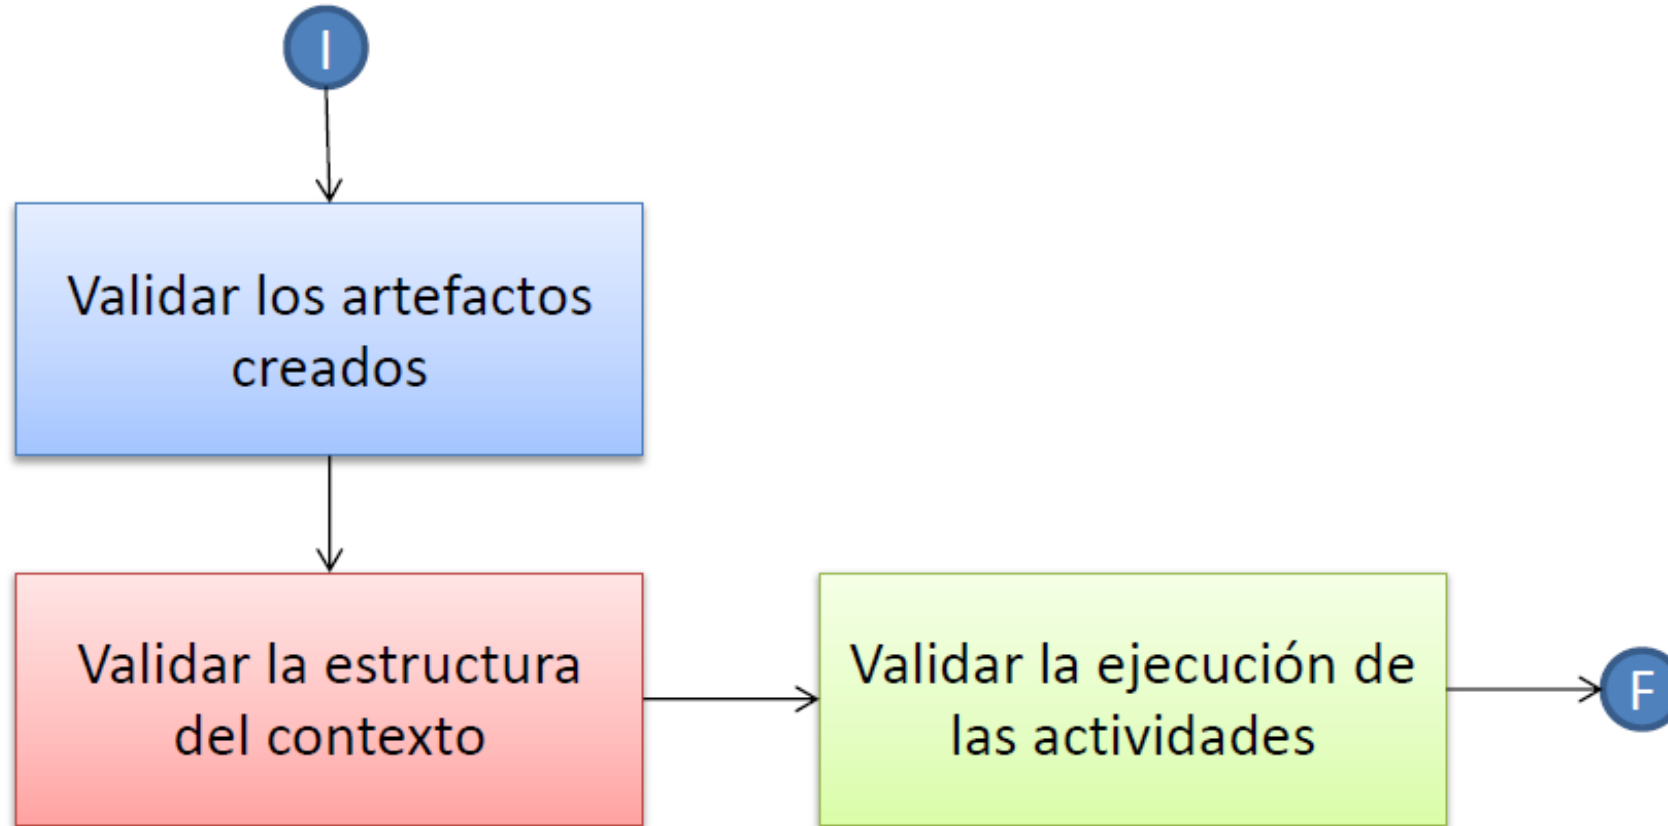 I
Validar los artefactos
creados
Validar la estructura
del contexto
Validar la ejecución de
las actividades
F